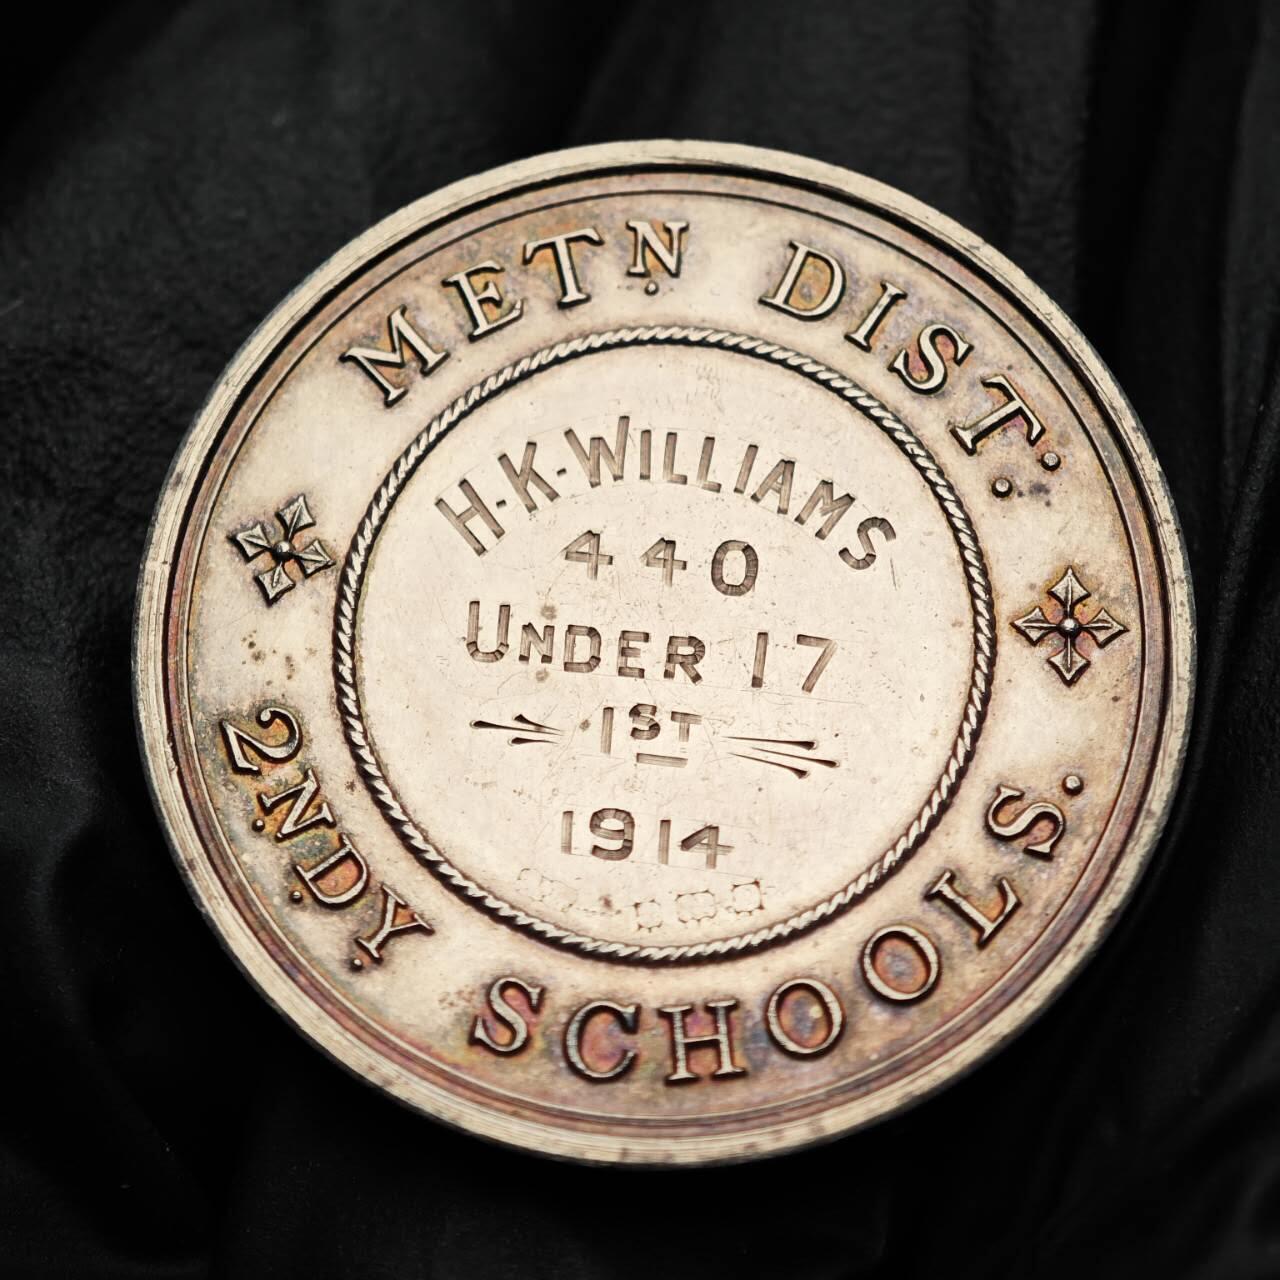 METN DIST.
H.K.WILLIAMS
440
UNDER 17
1ST
1914
2NDY SCHOOLS.